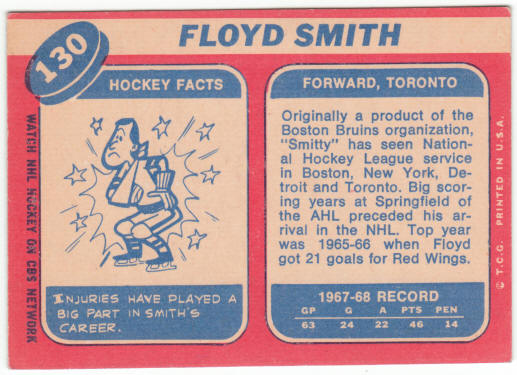 130
FLOYD SMITH
HOCKEY FACTS
INJURIES HAVE PLAYED A
BIG PART IN SMITH'S
CAREER.
WATCH NHL HOCKEY ON CBS NETWORK
FORWARD, TORONTO
Originally a product of the
Boston Bruins organization,
"Smitty" has seen Nation-
al Hockey League service
in Boston, New York, De-
troit and Toronto. Big scor-
ing years at Springfield of
the AHL preceded his ar-
rival in the NHL. Top year
was 1965-66 when Floyd
got 21 goals for Red Wings.
1967-68 RECORD
GP G A PTS PEN
63 24 22 46 14
© T.C.G. PRINTED IN U.S.A.